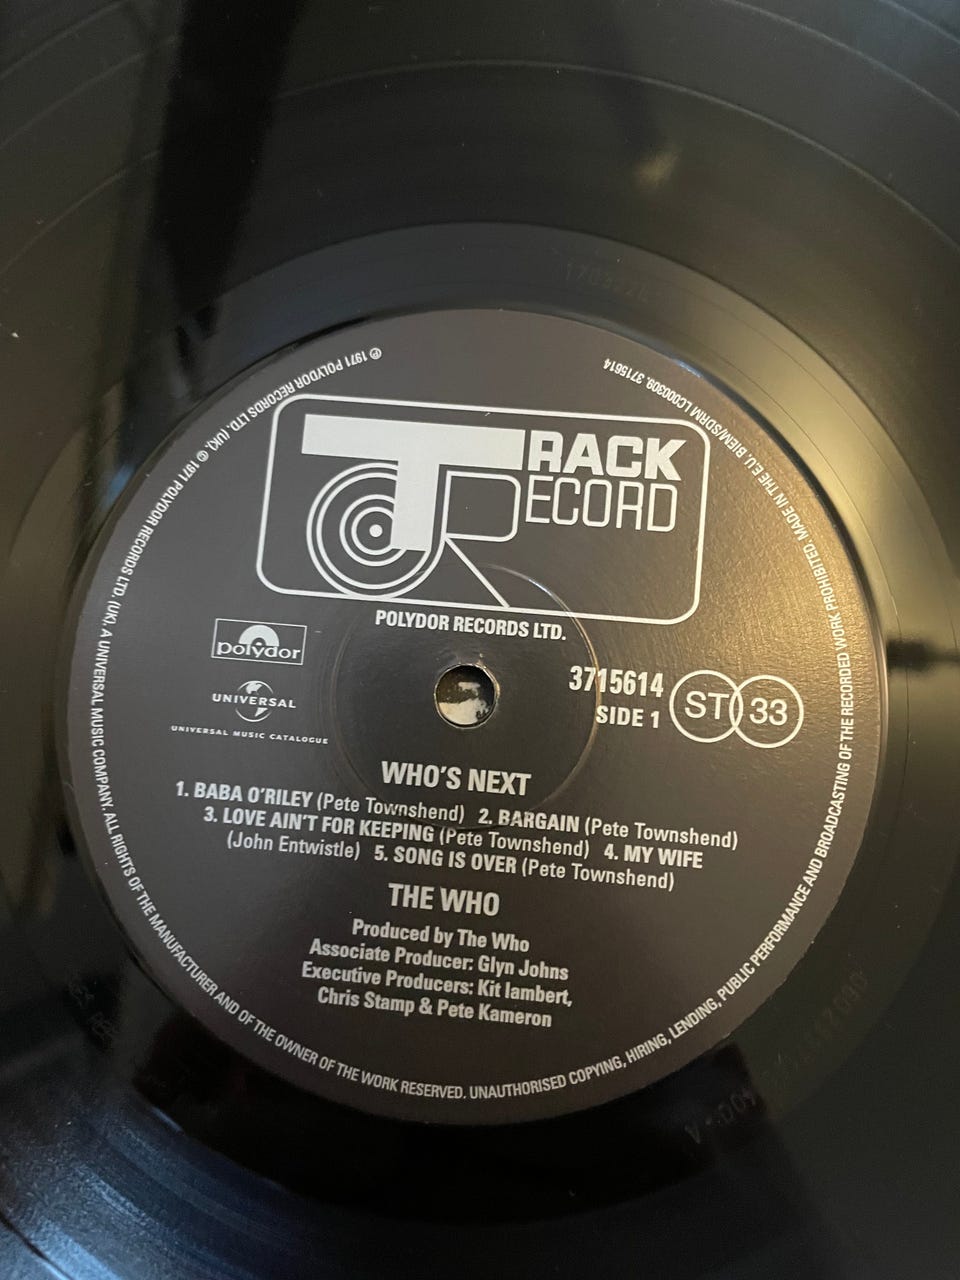 TRACK
RECORD
POLYDOR RECORDS LTD.
polydor
UNIVERSAL
UNIVERSAL MUSIC CATALOGUE
3715614
SIDE 1
ST 33
WHO'S NEXT
1. BABA O'RILEY (Pete Townshend) 2. BARGAIN (Pete Townshend)
3. LOVE AIN'T FOR KEEPING (Pete Townshend) 4. MY WIFE
(John Entwistle) 5. SONG IS OVER (Pete Townshend)
THE WHO
Produced by The Who
Associate Producer: Glyn Johns
Executive Producers: Kit lambert,
Chris Stamp & Pete Kameron
℗ 1971 POLYDOR RECORDS LTD. (UK). © 1971 POLYDOR RECORDS LTD. (UK). A UNIVERSAL MUSIC COMPANY. ALL RIGHTS OF THE MANUFACTURER AND OF THE OWNER OF THE WORK RESERVED. UNAUTHORISED COPYING, HIRING, LENDING, PUBLIC PERFORMANCE AND BROADCASTING OF THE RECORDED WORK PROHIBITED. MADE IN THE E.U. BIEM/SDRM LC000309. 3715614